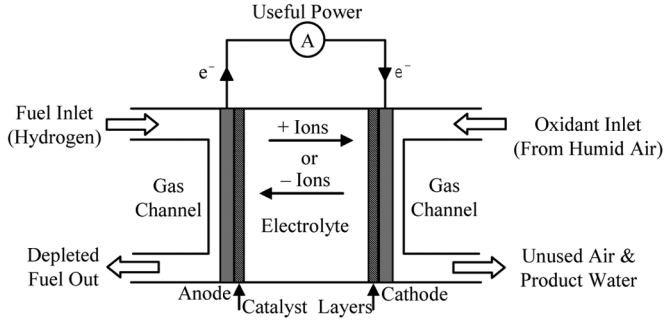 Useful Power
A
e⁻
e⁻
Fuel Inlet
(Hydrogen)
+ Ions
or
– Ions
Electrolyte
Oxidant Inlet
(From Humid Air)
Gas
Channel
Gas
Channel
Depleted
Fuel Out
Unused Air &
Product Water
Anode
Catalyst Layers
Cathode